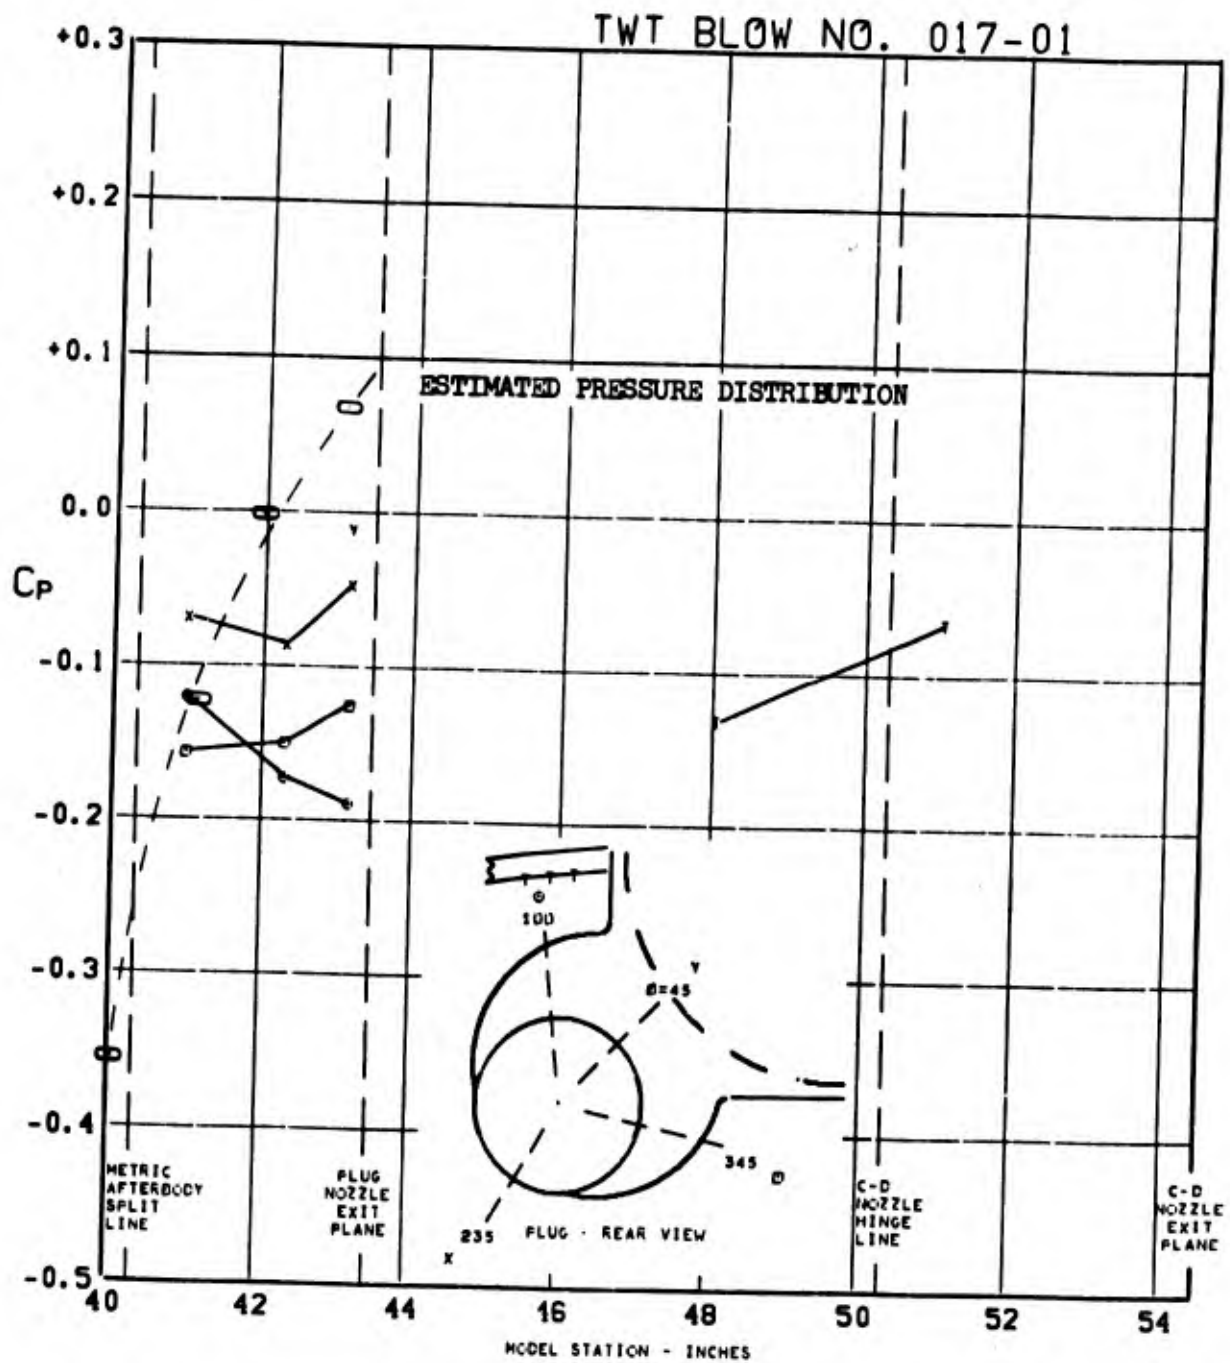 TWT BLOW NO. 017-01
+0.3
+0.2
+0.1
ESTIMATED PRESSURE DISTRIBUTION
0.0
CP
-0.1
-0.2
100
-0.3
Ø=45
-0.4
345
METRIC
AFTERBODY
SPLIT
LINE
PLUG
NOZZLE
EXIT
PLANE
235
PLUG - REAR VIEW
C-D
NOZZLE
HINGE
LINE
C-D
NOZZLE
EXIT
PLANE
-0.5
40 42 44 46 48 50 52 54
MODEL STATION - INCHES